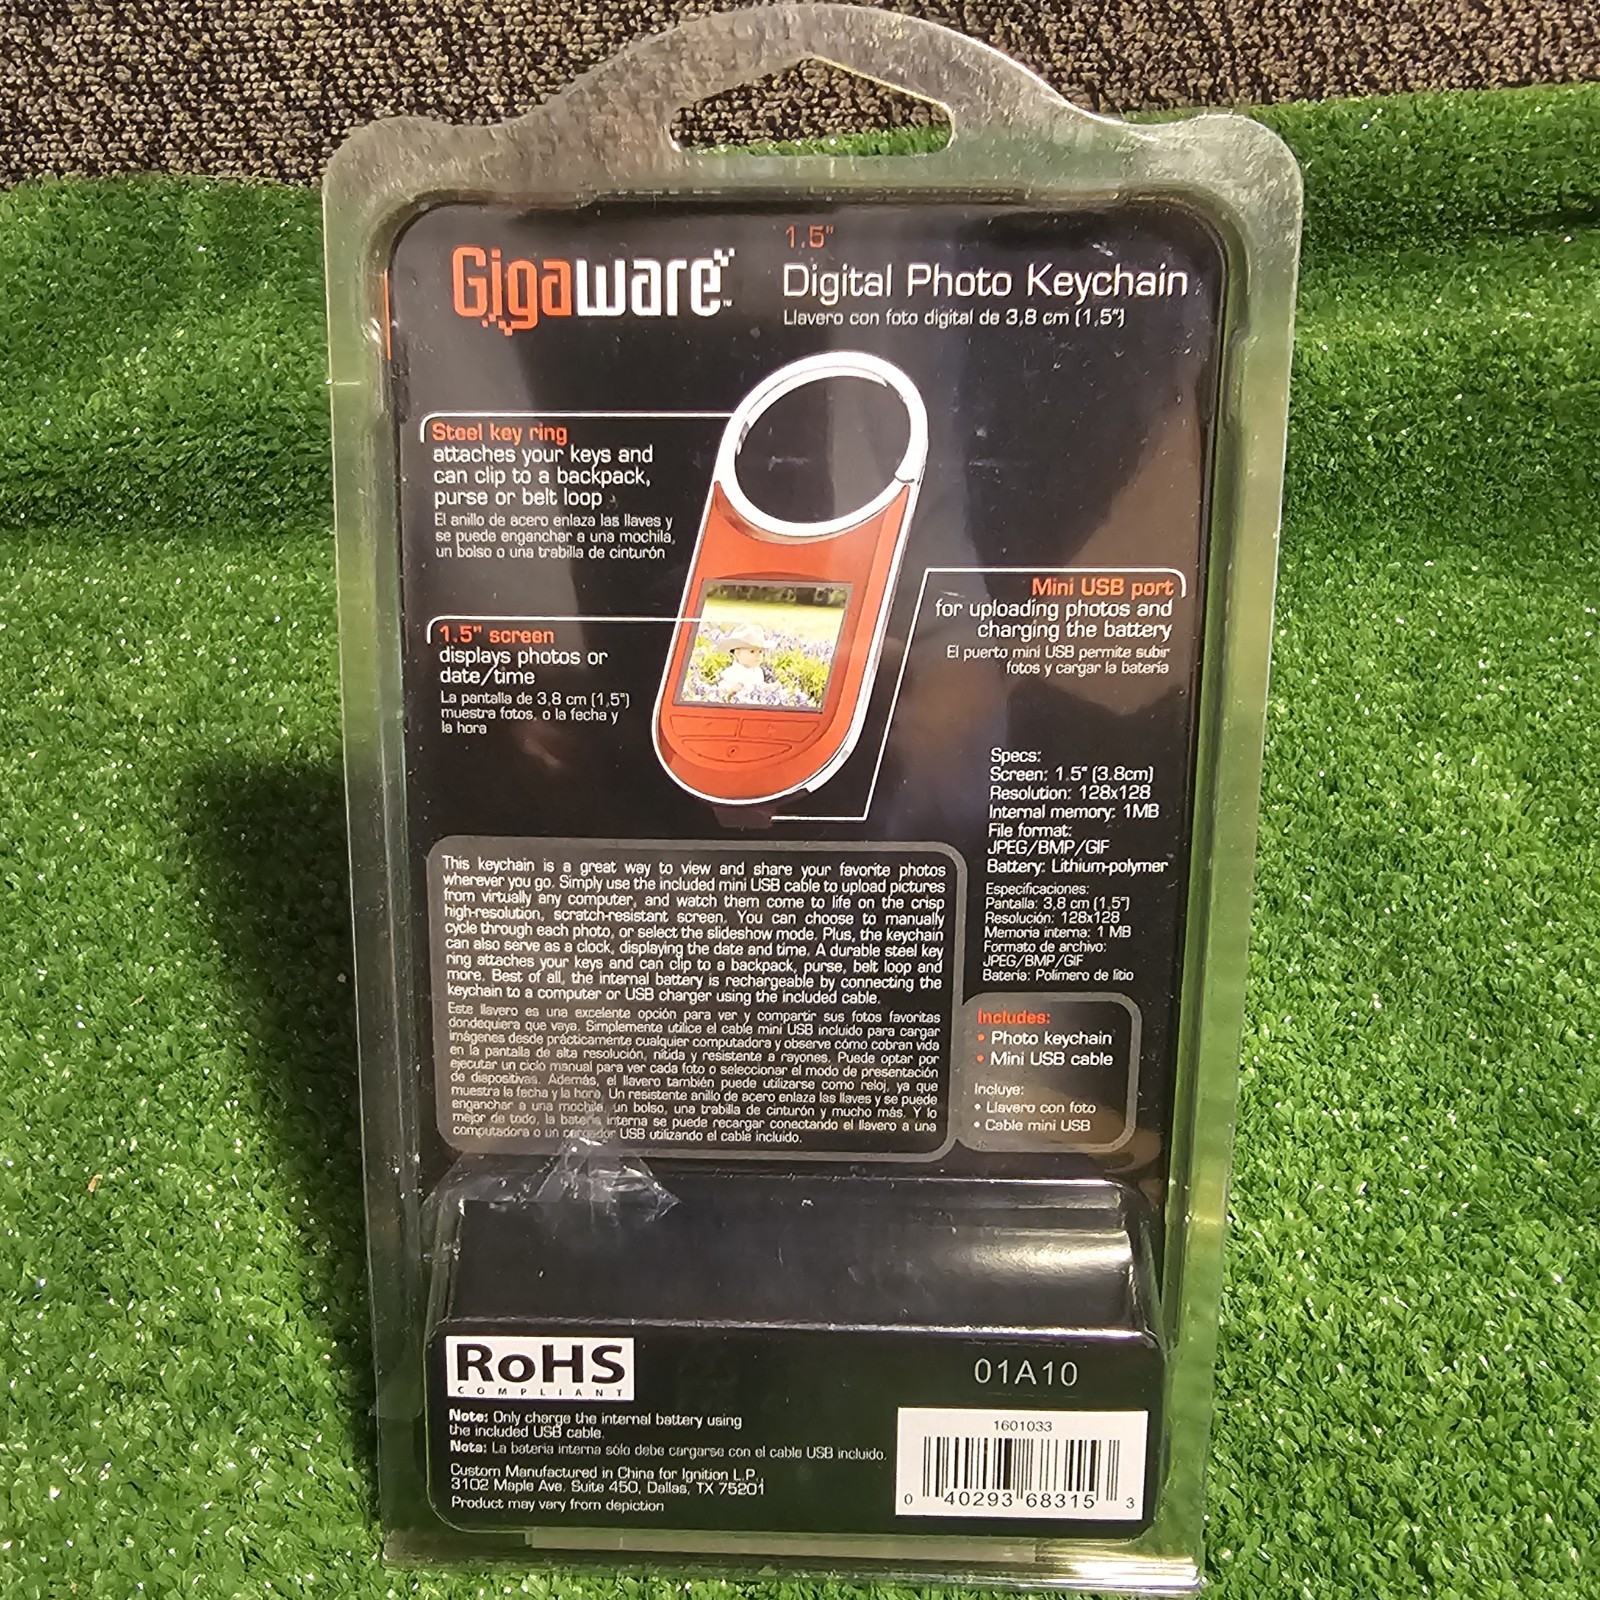 Gigaware™
1.5"
Digital Photo Keychain
Llavero con foto digital de 3,8 cm (1,5")
Steel key ring
attaches your keys and
can clip to a backpack,
purse or belt loop
El anillo de acero enlaza las llaves y
se puede enganchar a una mochila,
un bolso o una trabilla de cinturón
Mini USB port
for uploading photos and
charging the battery
El puerto mini USB permite subir
fotos y cargar la batería
1.5" screen
displays photos or
date/time
La pantalla de 3,8 cm (1,5")
muestra fotos, o la fecha y
la hora
Specs:
Screen: 1.5" (3.8cm)
Resolution: 128x128
Internal memory: 1MB
File format:
JPEG/BMP/GIF
Battery: Lithium-polymer
Especificaciones:
Pantalla: 3,8 cm (1,5")
Resolución: 128x128
Memoria interna: 1 MB
Formato de archivo:
JPEG/BMP/GIF
Batería: Polímero de litio
This keychain is a great way to view and share your favorite photos
wherever you go. Simply use the included mini USB cable to upload pictures
from virtually any computer, and watch them come to life on the crisp
high-resolution, scratch-resistant screen. You can choose to manually
cycle through each photo, or select the slideshow mode. Plus, the keychain
can also serve as a clock, displaying the date and time. A durable steel key
ring attaches your keys and can clip to a backpack, purse, belt loop and
more. Best of all, the internal battery is rechargeable by connecting the
keychain to a computer or USB charger using the included cable.
Este llavero es una excelente opción para ver y compartir sus fotos favoritas
dondequiera que vaya. Simplemente utilice el cable mini USB incluido para cargar
imágenes desde prácticamente cualquier computadora y observe cómo cobran vida
en la pantalla de alta resolución, nítida y resistente a rayones. Puede optar por
ejecutar un ciclo manual para ver cada foto o seleccionar el modo de presentación
de diapositivas. Además, el llavero también puede utilizarse como reloj, ya que
muestra la fecha y la hora. Un resistente anillo de acero enlaza las llaves y se puede
enganchar a una mochila, un bolso, una trabilla de cinturón y mucho más. Y lo
mejor de todo, la batería interna se puede recargar conectando el llavero a una
computadora o un cargador USB utilizando el cable incluido.
Includes:
• Photo keychain
• Mini USB cable
Incluye:
• Llavero con foto
• Cable mini USB
RoHS
COMPLIANT
01A10
Note: Only charge the internal battery using
the included USB cable.
Nota: La batería interna sólo debe cargarse con el cable USB incluido.
Custom Manufactured in China for Ignition L.P.,
3102 Maple Ave. Suite 450, Dallas, TX 75201
Product may vary from depiction
1601033
0 40293 68315 3